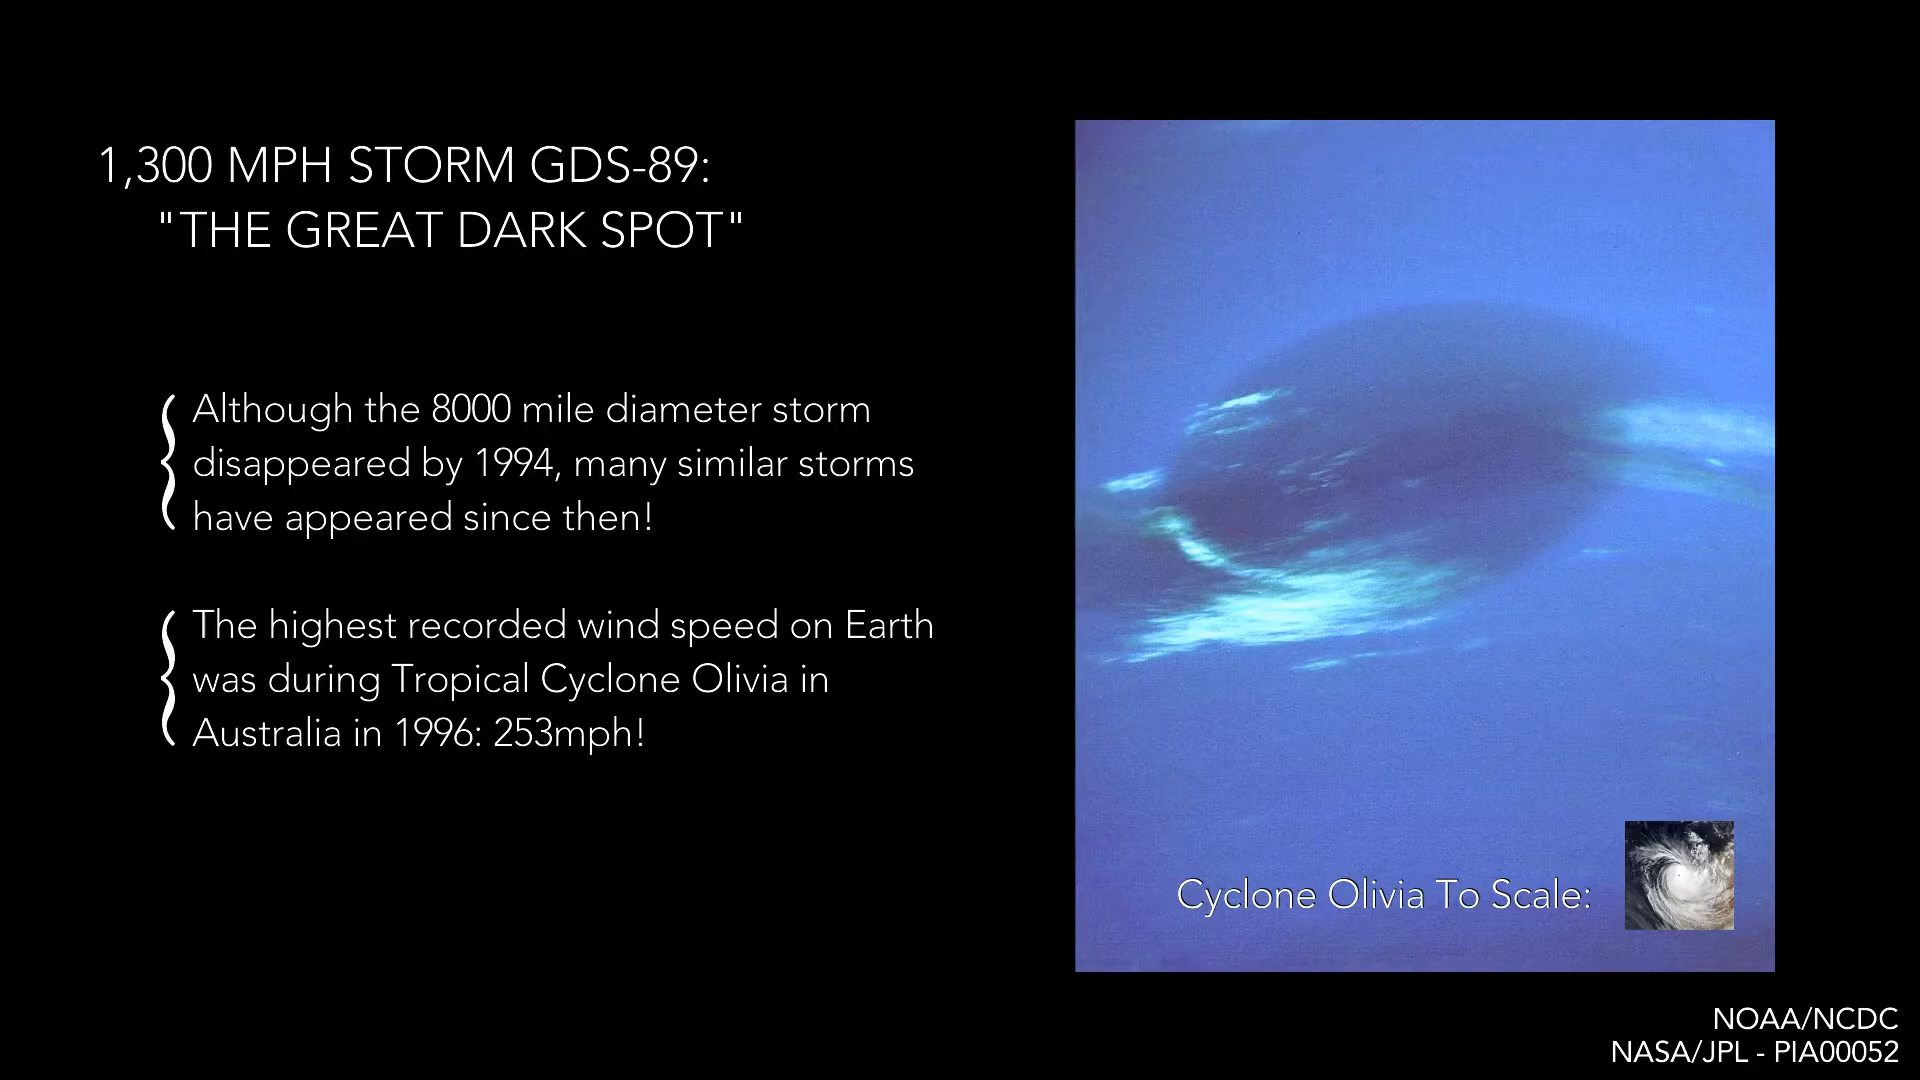 1,300 MPH STORM GDS-89:
"THE GREAT DARK SPOT"
Although the 8000 mile diameter storm
disappeared by 1994, many similar storms
have appeared since then!
The highest recorded wind speed on Earth
was during Tropical Cyclone Olivia in
Australia in 1996: 253mph!
Cyclone Olivia To Scale:
NOAA/NCDC
NASA/JPL - PIA00052